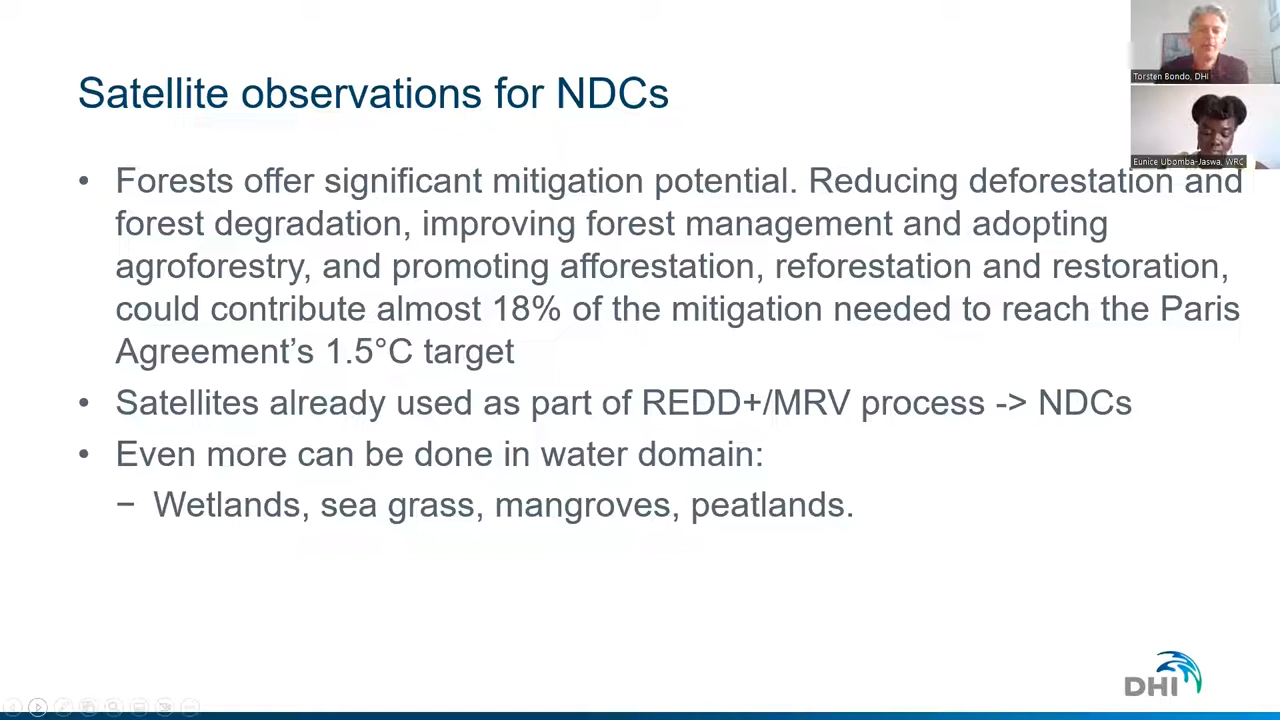 Satellite observations for NDCs
Torsten Bondo, DHI
Eunice Ubomba-Jaswa, WRC
• Forests offer significant mitigation potential. Reducing deforestation and
forest degradation, improving forest management and adopting
agroforestry, and promoting afforestation, reforestation and restoration,
could contribute almost 18% of the mitigation needed to reach the Paris
Agreement’s 1.5°C target
• Satellites already used as part of REDD+/MRV process -> NDCs
• Even more can be done in water domain:
− Wetlands, sea grass, mangroves, peatlands.
DHI